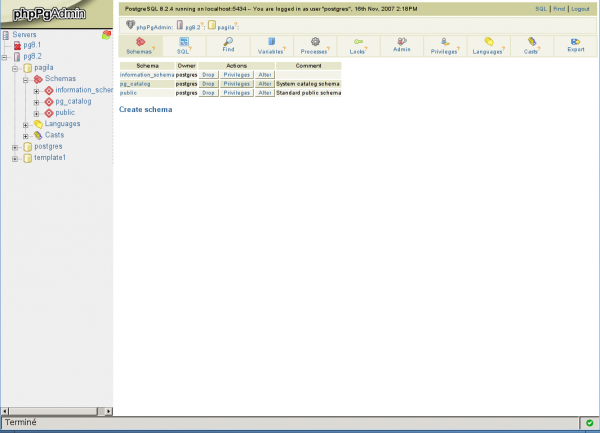 phpPgAdmin
PostgreSQL 8.2.4 running on localhost:5434 -- You are logged in as user "postgres", 16th Nov, 2007 2:18PM
SQL | Find | Logout
phpPgAdmin: pg8.2?: pagila?:
Schemas? SQL? Find Variables? Processes? Locks? Admin Privileges? Languages? Casts? Export
Servers
pg8.1
pg8.2
pagila
Schemas
information_schem
pg_catalog
public
Languages
Casts
postgres
template1
Schema Owner Actions Comment
information_schema postgres Drop Privileges Alter
pg_catalog postgres Drop Privileges Alter System catalog schema
public postgres Drop Privileges Alter Standard public schema
Create schema
Terminé